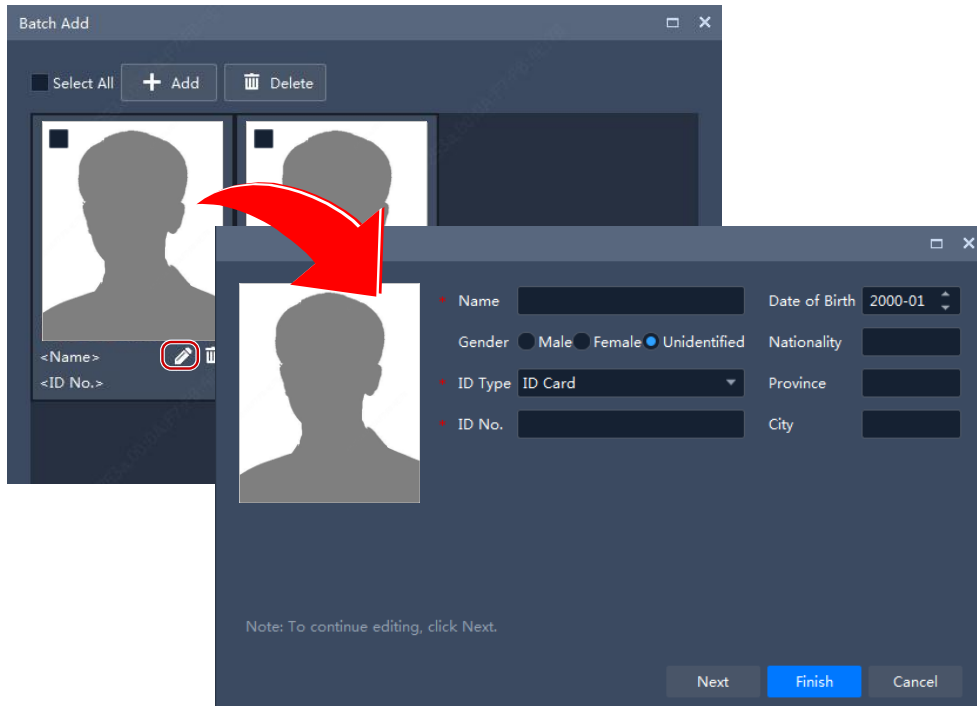 Batch Add
Select All
Add
Delete
<Name>
<ID No.>
* Name
Date of Birth 2000-01
Gender Male Female Unidentified
Nationality
* ID Type ID Card
Province
* ID No.
City
Note: To continue editing, click Next.
Next
Finish
Cancel